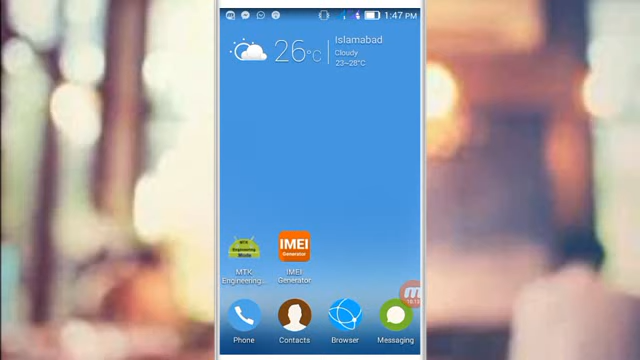 1:47 PM
26°C
Islamabad
Cloudy
23~28°C
MTK
Engineering
Mode
IMEI
Generator
MTK
Engineering...
IMEI
Generator
Phone
Contacts
Browser
Messaging